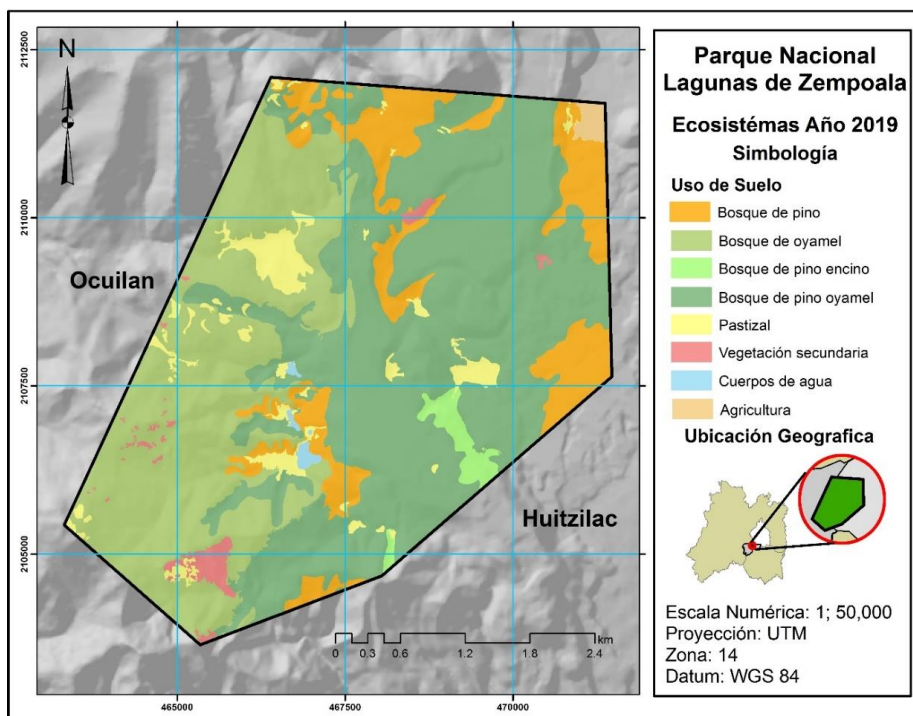 2112500
2110000
2107500
2105000
N
Ocuilan
Huitzilac
0 0.3 0.6 1.2 1.8 2.4
km
465000 467500 470000
Parque Nacional
Lagunas de Zempoala
Ecosistémas Año 2019
Simbología
Uso de Suelo
Bosque de pino
Bosque de oyamel
Bosque de pino encino
Bosque de pino oyamel
Pastizal
Vegetación secundaria
Cuerpos de agua
Agricultura
Ubicación Geografica
Escala Numérica: 1; 50,000
Proyección: UTM
Zona: 14
Datum: WGS 84